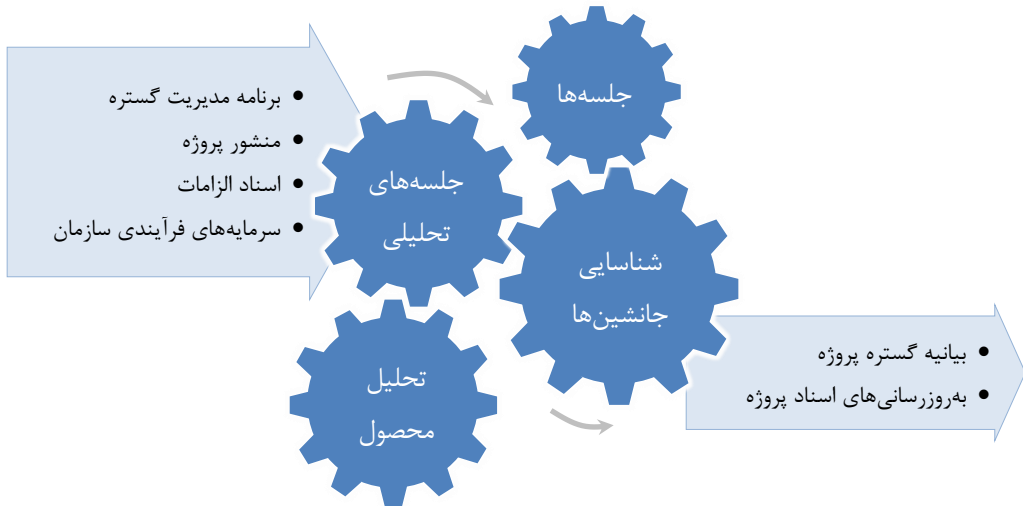 • برنامه مدیریت گستره
• منشور پروژه
• اسناد الزامات
• سرمایه‌های فرآیندی سازمان
جلسه‌ها
جلسه‌های
تحلیلی
شناسایی
جانشین‌ها
تحلیل
محصول
• بیانیه گستره پروژه
• به‌روزرسانی‌های اسناد پروژه